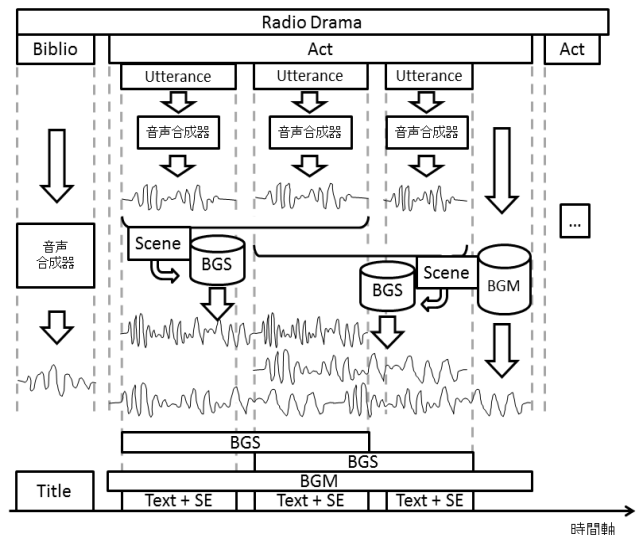 Radio Drama
Biblio
Act
Act
Utterance
Utterance
Utterance
音声合成器
音声合成器
音声合成器
音声
合成器
...
Scene
BGS
BGS
Scene
BGM
BGS
BGS
BGM
Title
Text + SE
Text + SE
Text + SE
時間軸